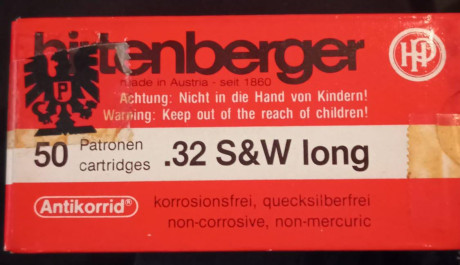 hirtenberger
made in Austria - seit 1860
Achtung: Nicht in die Hand von Kindern!
Warning: Keep out of the reach of children!
50 Patronen cartridges .32 S&W long
Antikorrid® korrosionsfrei, quecksilberfrei
non-corrosive, non-mercuric
P
HP